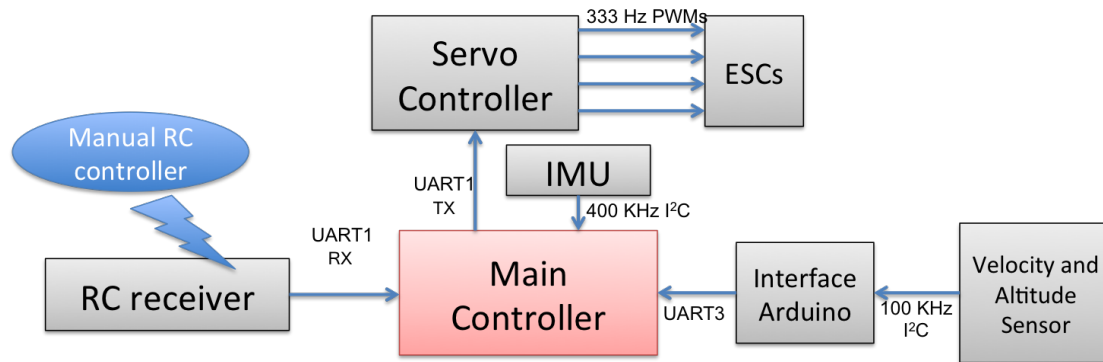 333 Hz PWMs
Servo
Controller
ESCs
Manual RC
controller
IMU
UART1
TX
400 KHz I²C
UART1
RX
RC receiver
Main
Controller
UART3
Interface
Arduino
100 KHz
I²C
Velocity and
Altitude
Sensor